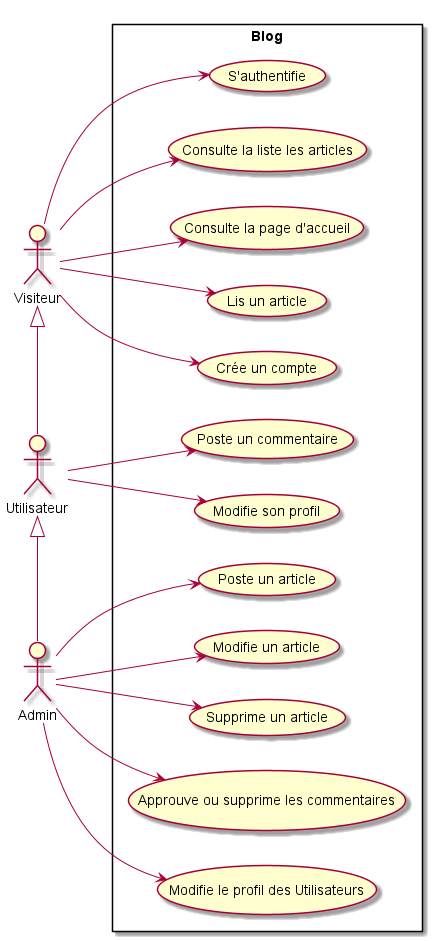 Blog
S'authentifie
Consulte la liste les articles
Consulte la page d'accueil
Visiteur
Lis un article
Crée un compte
Poste un commentaire
Utilisateur
Modifie son profil
Poste un article
Modifie un article
Admin
Supprime un article
Approuve ou supprime les commentaires
Modifie le profil des Utilisateurs